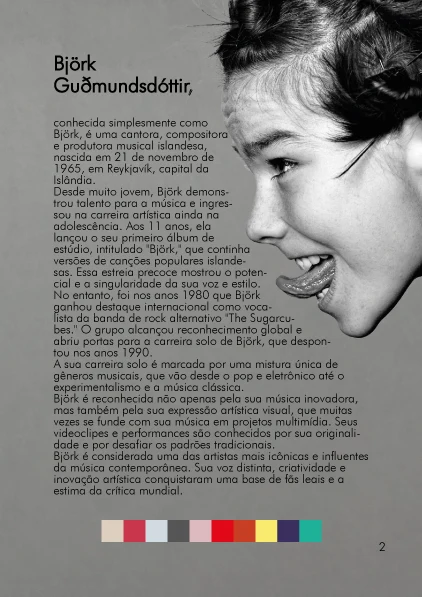 Björk
Guðmundsdóttir,
conhecida simplesmente como
Björk, é uma cantora, compositora
e produtora musical islandesa,
nascida em 21 de novembro de
1965, em Reykjavík, capital da
Islândia.
Desde muito jovem, Björk demons-
trou talento para a música e ingres-
sou na carreira artística ainda na
adolescência. Aos 11 anos, ela
lançou o seu primeiro álbum de
estúdio, intitulado "Björk," que continha
versões de canções populares islande-
sas. Essa estreia precoce mostrou o poten-
cial e a singularidade da sua voz e estilo.
No entanto, foi nos anos 1980 que Björk
ganhou destaque internacional como voca-
lista da banda de rock alternativo "The Sugarcu-
bes." O grupo alcançou reconhecimento global e
abriu portas para a carreira solo de Björk, que despon-
tou nos anos 1990.
A sua carreira solo é marcada por uma mistura única de
gêneros musicais, que vão desde o pop e eletrônico até o
experimentalismo e a música clássica.
Björk é reconhecida não apenas pela sua música inovadora,
mas também pela sua expressão artística visual, que muitas
vezes se funde com sua música em projetos multimídia. Seus
videoclipes e performances são conhecidos por sua originali-
dade e por desafiar os padrões tradicionais.
Björk é considerada uma das artistas mais icônicas e influentes
da música contemporânea. Sua voz distinta, criatividade e
inovação artística conquistaram uma base de fãs leais e a
estima da crítica mundial.
2